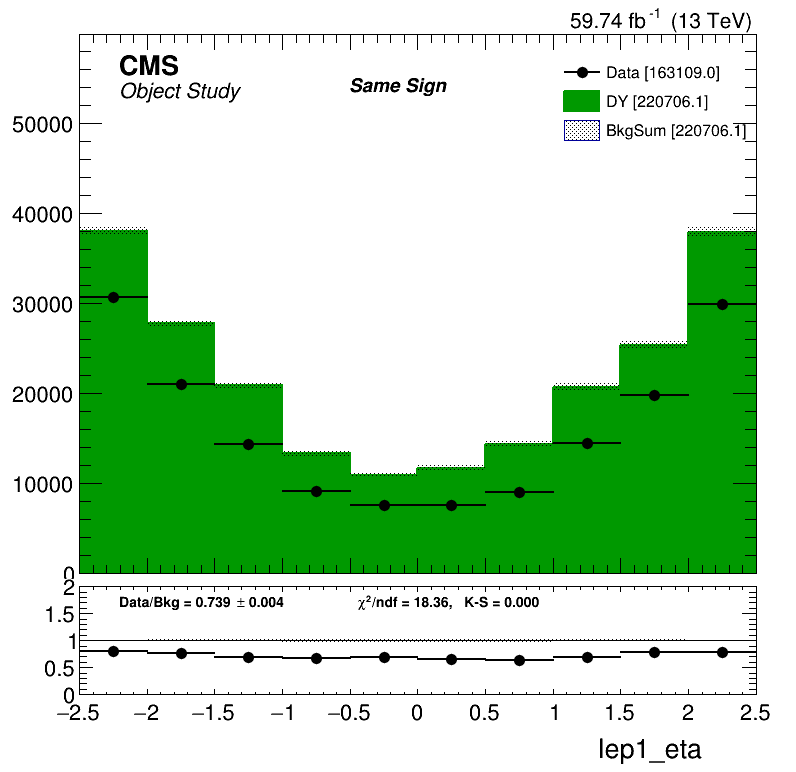 59.74 fb⁻¹ (13 TeV)
CMS
Object Study
Same Sign
Data [163109.0]
DY [220706.1]
BkgSum [220706.1]
50000
40000
30000
20000
10000
0
Data/Bkg = 0.739 ± 0.004
χ²/ndf = 18.36, K-S = 0.000
2
1.5
1
0.5
0
−2.5 −2 −1.5 −1 −0.5 0 0.5 1 1.5 2 2.5
lep1_eta